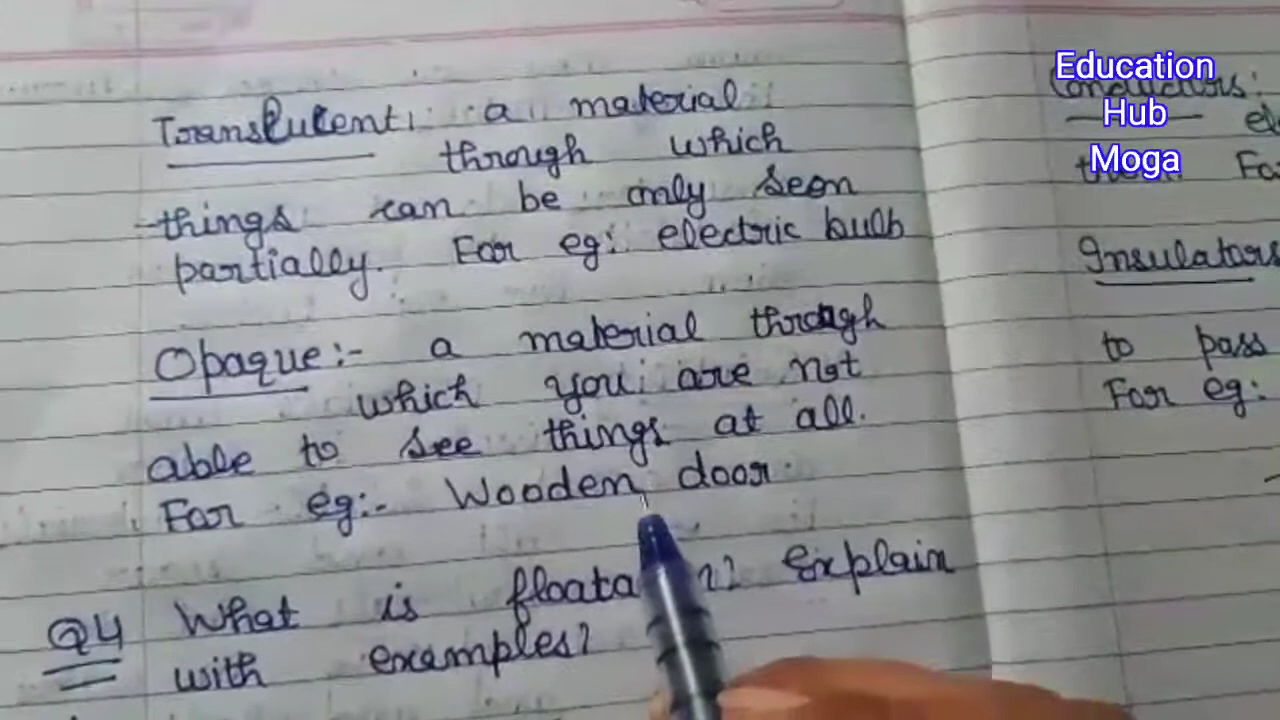 Translucent: a material
through which
things can be only seen
partially. For eg: electric bulb
Opaque:- a material through
which you are not
able to see things at all.
For eg:- Wooden door.
Q4 What is Explain
with examples?
Education
Hub
Moga
Conductors:
Insulators
to pass
For eg: